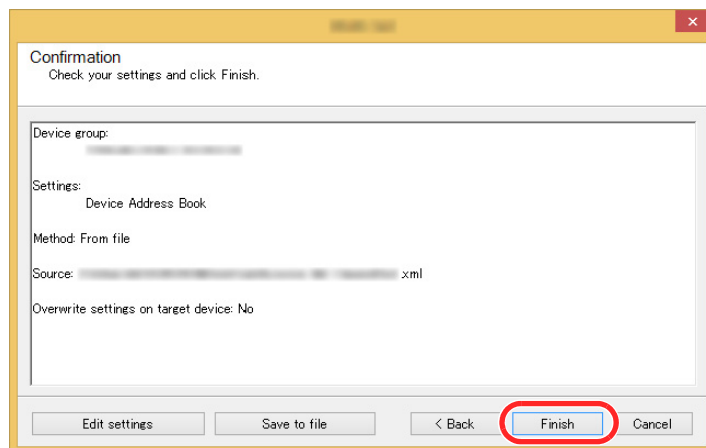 Confirmation
Check your settings and click Finish.
Device group:
Settings:
Device Address Book
Method: From file
Source: .xml
Overwrite settings on target device: No
Edit settings Save to file < Back Finish Cancel